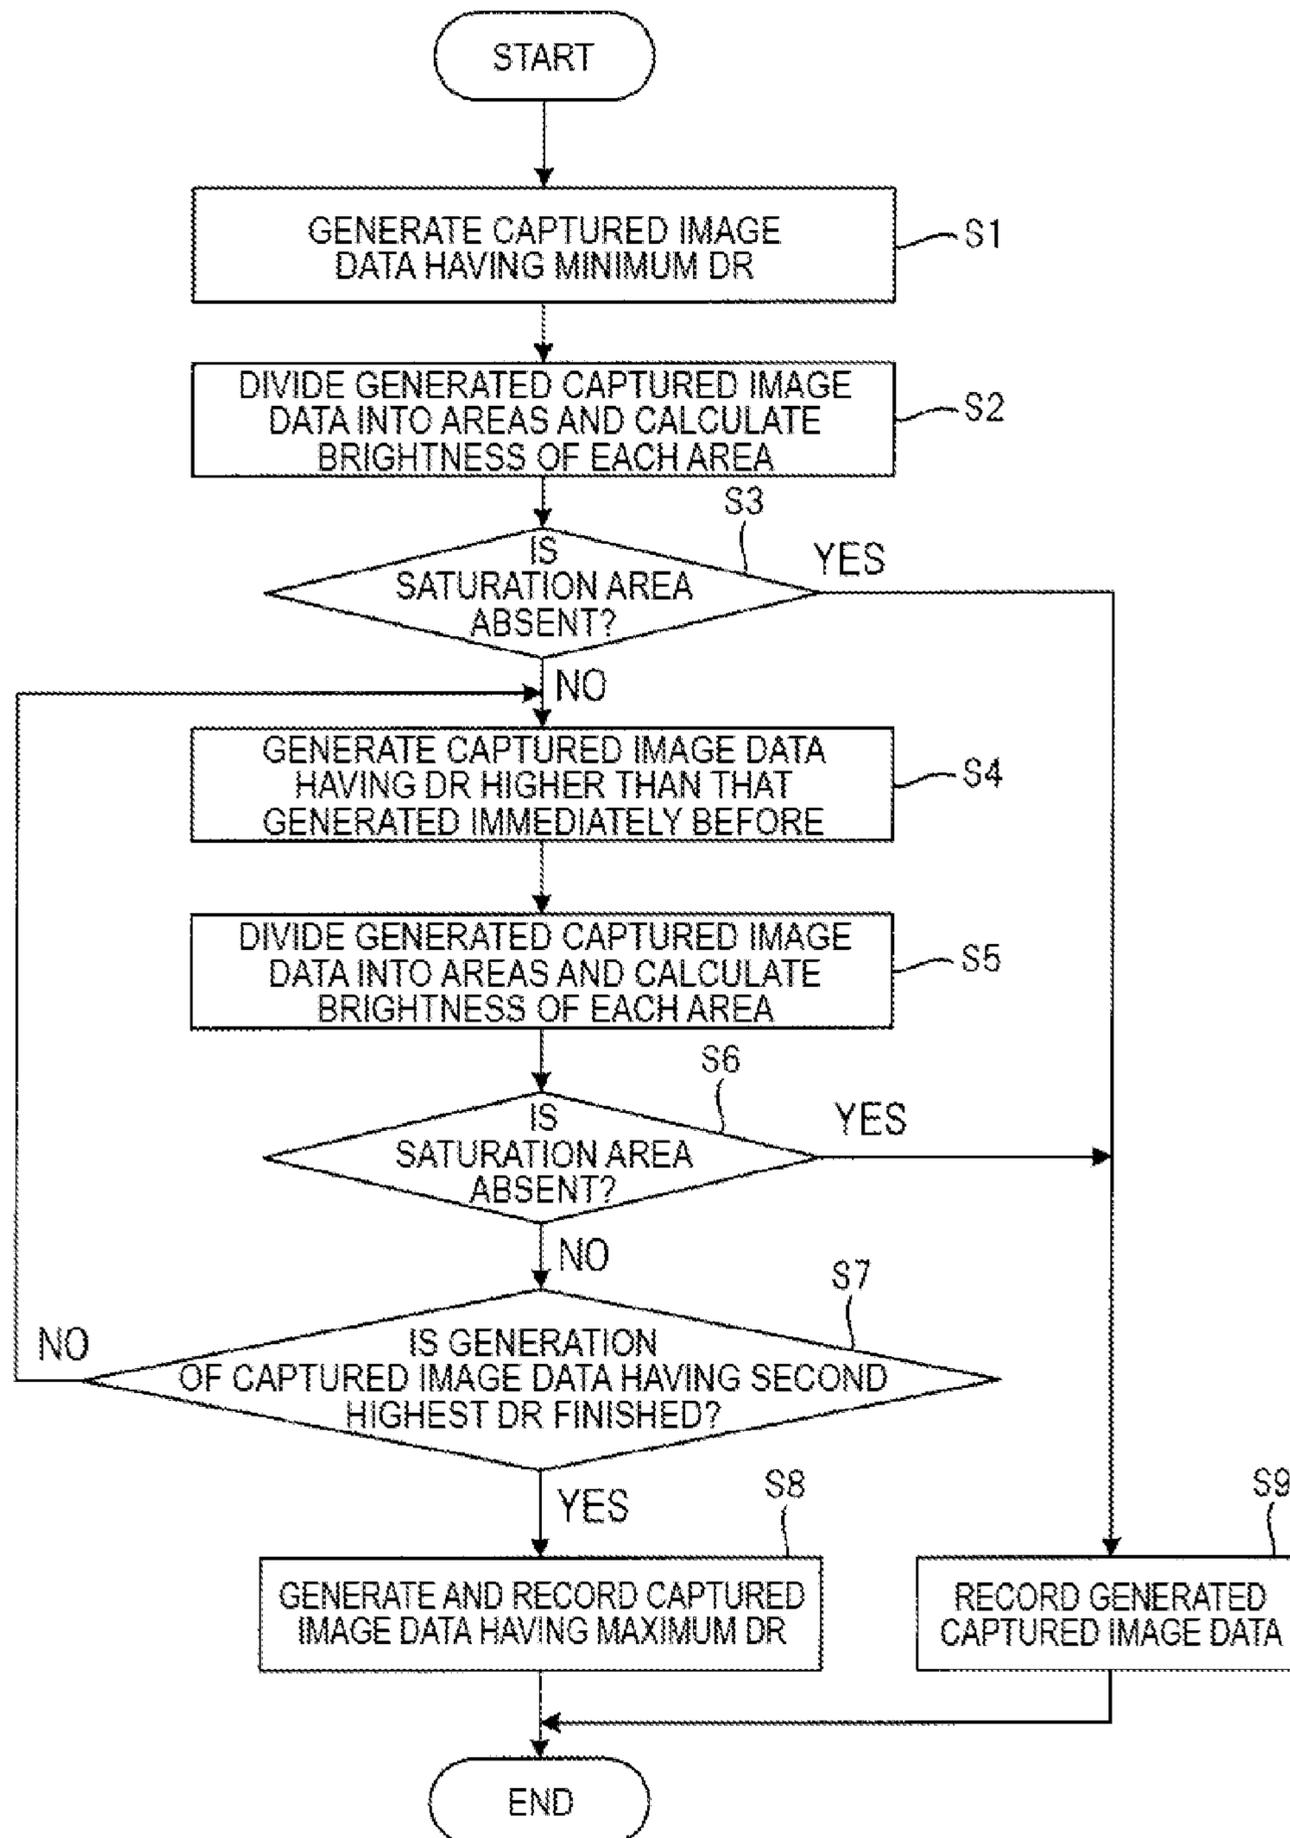 START
GENERATE CAPTURED IMAGE
DATA HAVING MINIMUM DR
S1
DIVIDE GENERATED CAPTURED IMAGE
DATA INTO AREAS AND CALCULATE
BRIGHTNESS OF EACH AREA
S2
S3
IS
SATURATION AREA
ABSENT?
YES
NO
GENERATE CAPTURED IMAGE DATA
HAVING DR HIGHER THAN THAT
GENERATED IMMEDIATELY BEFORE
S4
DIVIDE GENERATED CAPTURED IMAGE
DATA INTO AREAS AND CALCULATE
BRIGHTNESS OF EACH AREA
S5
S6
IS
SATURATION AREA
ABSENT?
YES
NO
S7
NO
IS GENERATION
OF CAPTURED IMAGE DATA HAVING SECOND
HIGHEST DR FINISHED?
YES
S8
S9
GENERATE AND RECORD CAPTURED
IMAGE DATA HAVING MAXIMUM DR
RECORD GENERATED
CAPTURED IMAGE DATA
END